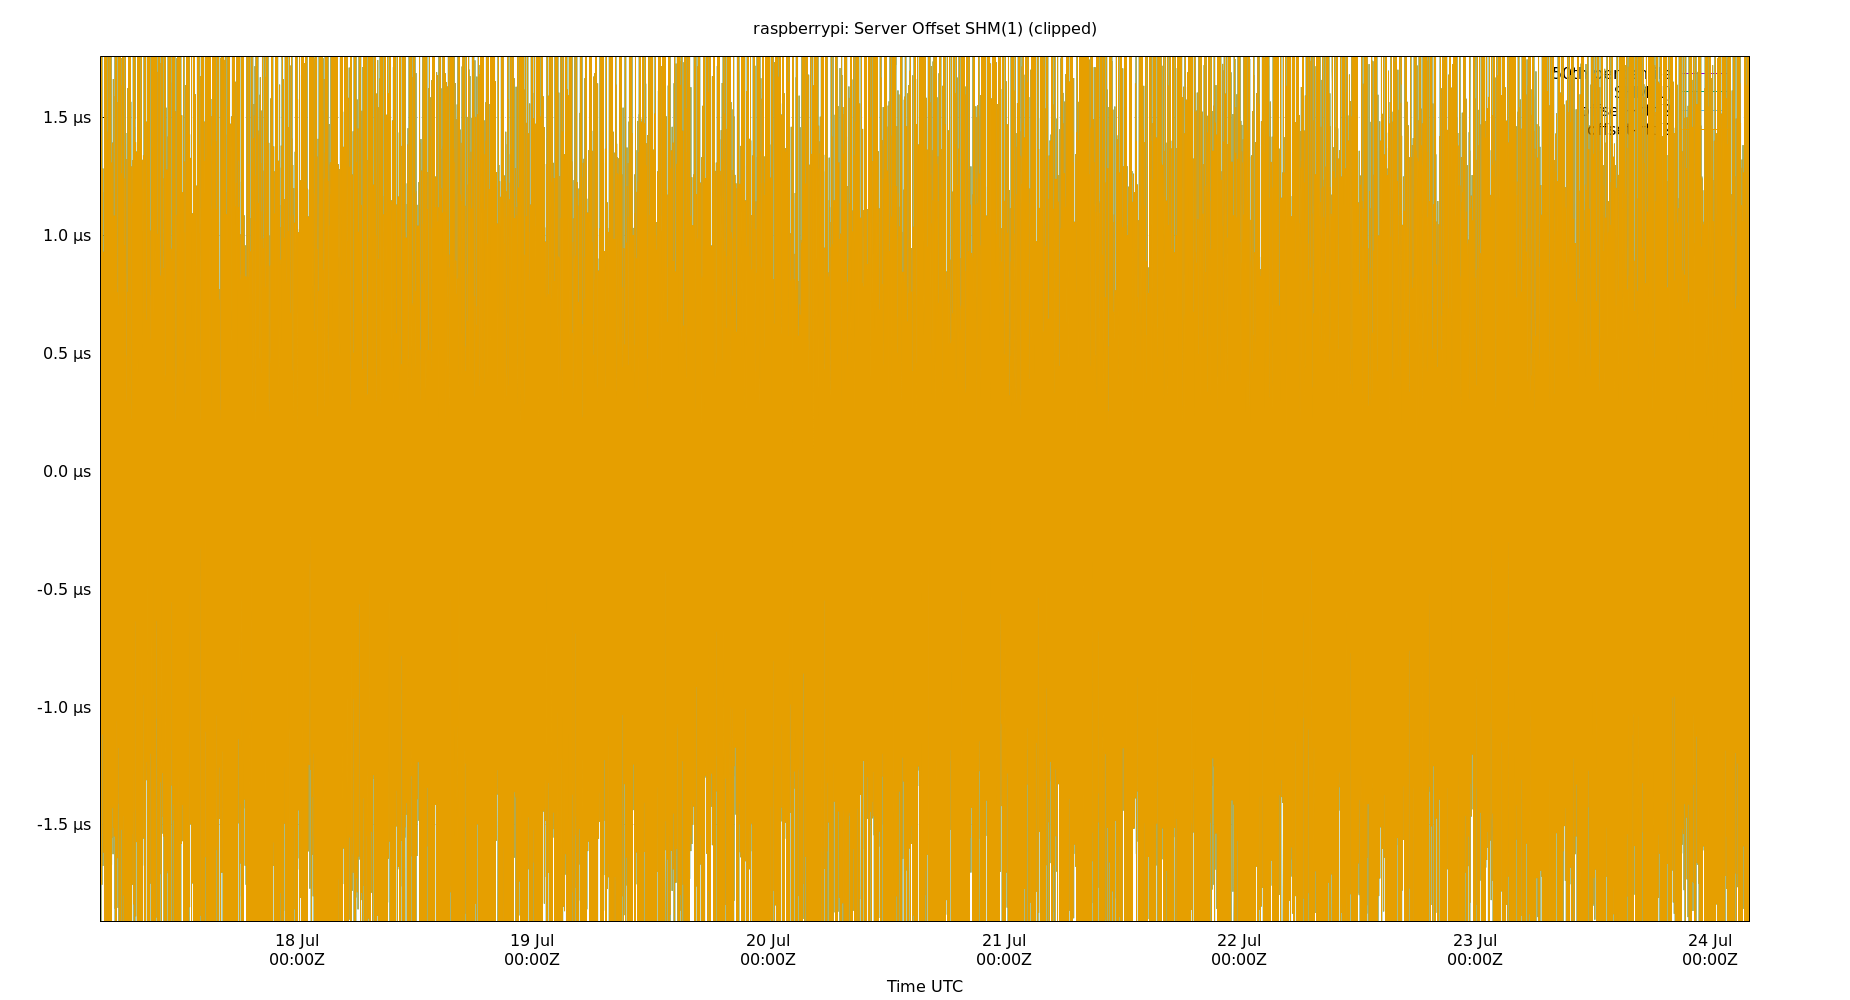 raspberrypi: Server Offset SHM(1) (clipped)
1.5 µs
1.0 µs
0.5 µs
0.0 µs
-0.5 µs
-1.0 µs
-1.5 µs
18 Jul 19 Jul 20 Jul 21 Jul 22 Jul 23 Jul 24 Jul
00:00Z 00:00Z 00:00Z 00:00Z 00:00Z 00:00Z 00:00Z
Time UTC